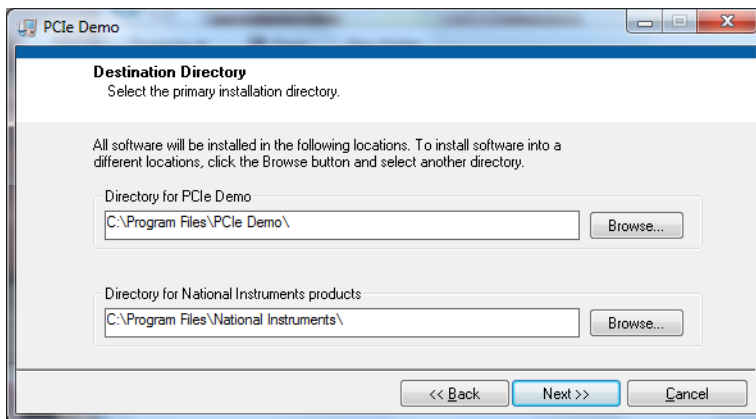 PCIe Demo
Destination Directory
Select the primary installation directory.
All software will be installed in the following locations. To install software into a
different locations, click the Browse button and select another directory.
Directory for PCIe Demo
C:\Program Files\PCIe Demo\
Browse...
Directory for National Instruments products
C:\Program Files\National Instruments\
Browse...
<< Back
Next >>
Cancel